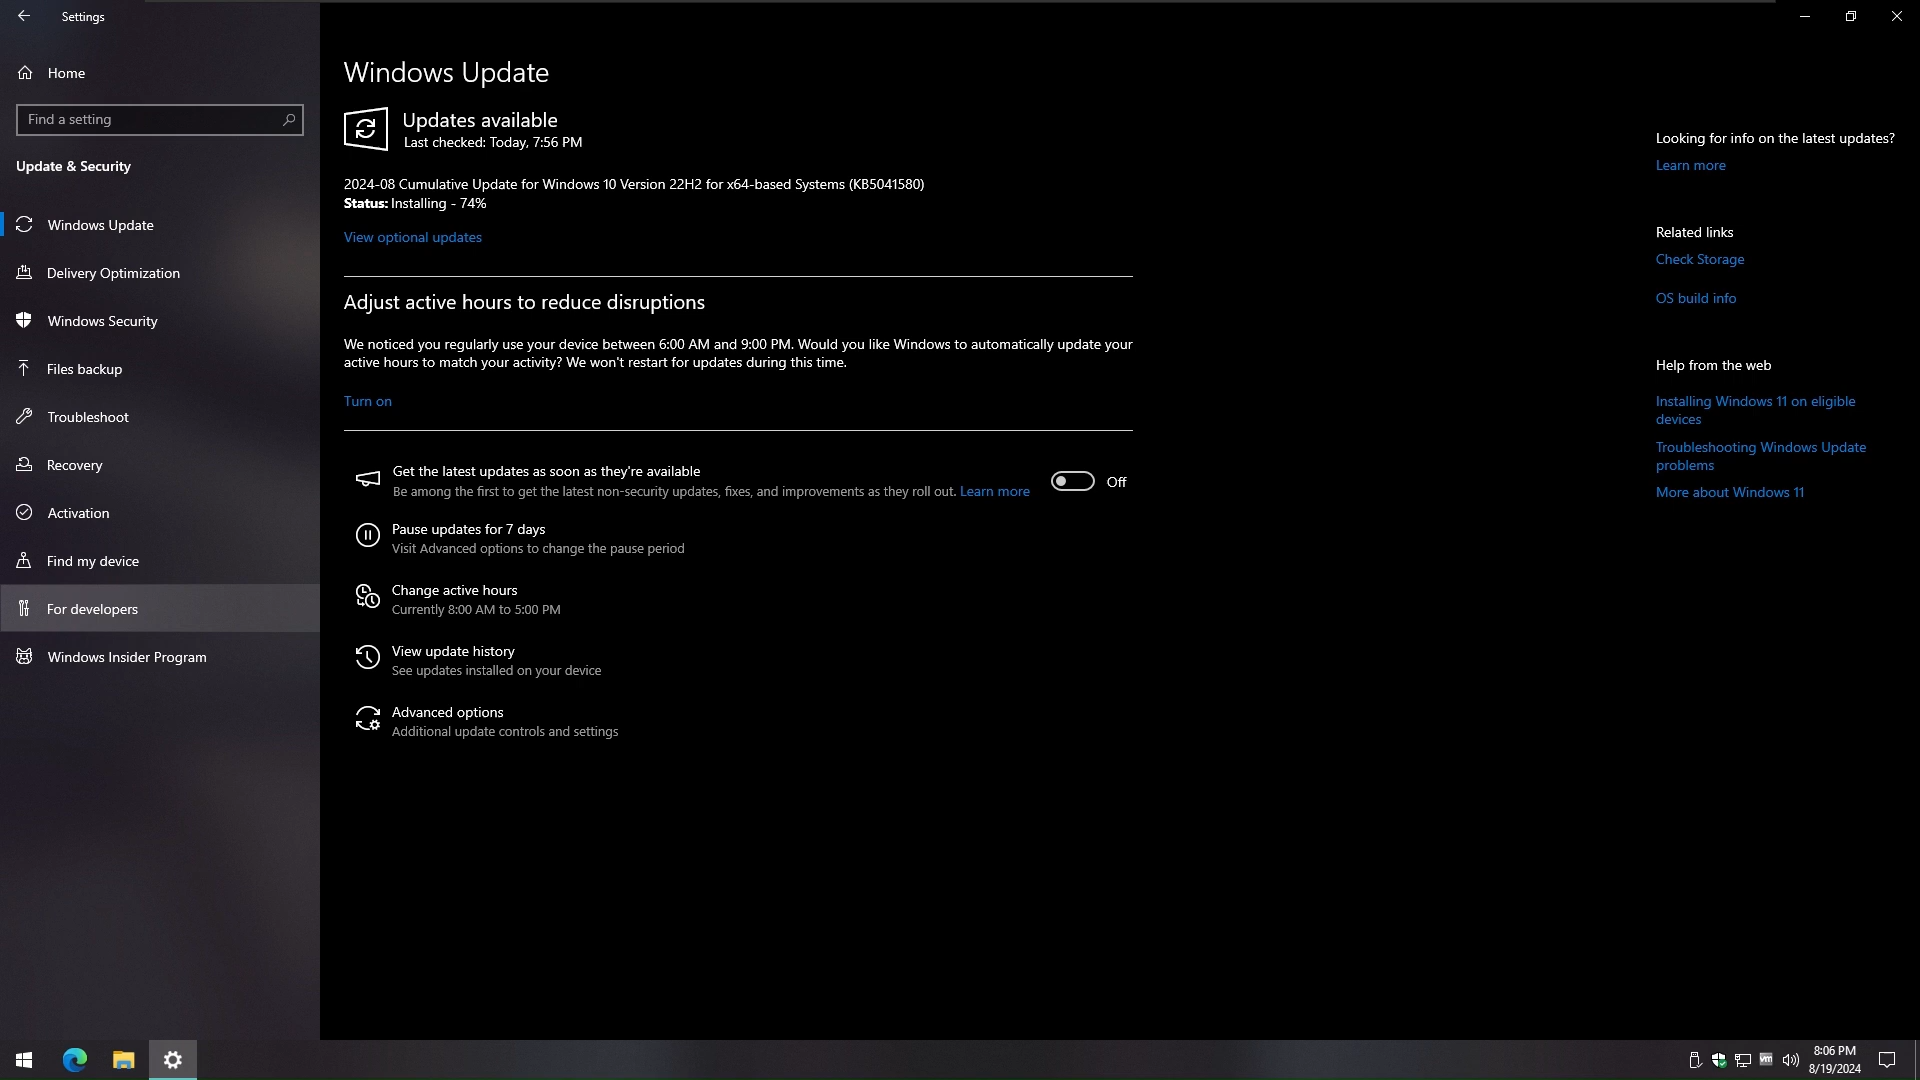 Settings
Home
Find a setting
Update & Security
Windows Update
Delivery Optimization
Windows Security
Files backup
Troubleshoot
Recovery
Activation
Find my device
For developers
Windows Insider Program
Windows Update
Updates available
Last checked: Today, 7:56 PM
2024-08 Cumulative Update for Windows 10 Version 22H2 for x64-based Systems (KB5041580)
Status: Installing - 74%
View optional updates
Adjust active hours to reduce disruptions
We noticed you regularly use your device between 6:00 AM and 9:00 PM. Would you like Windows to automatically update your
active hours to match your activity? We won't restart for updates during this time.
Turn on
Get the latest updates as soon as they're available
Be among the first to get the latest non-security updates, fixes, and improvements as they roll out. Learn more
Off
Pause updates for 7 days
Visit Advanced options to change the pause period
Change active hours
Currently 8:00 AM to 5:00 PM
View update history
See updates installed on your device
Advanced options
Additional update controls and settings
Looking for info on the latest updates?
Learn more
Related links
Check Storage
OS build info
Help from the web
Installing Windows 11 on eligible
devices
Troubleshooting Windows Update
problems
More about Windows 11
vm
8:06 PM
8/19/2024